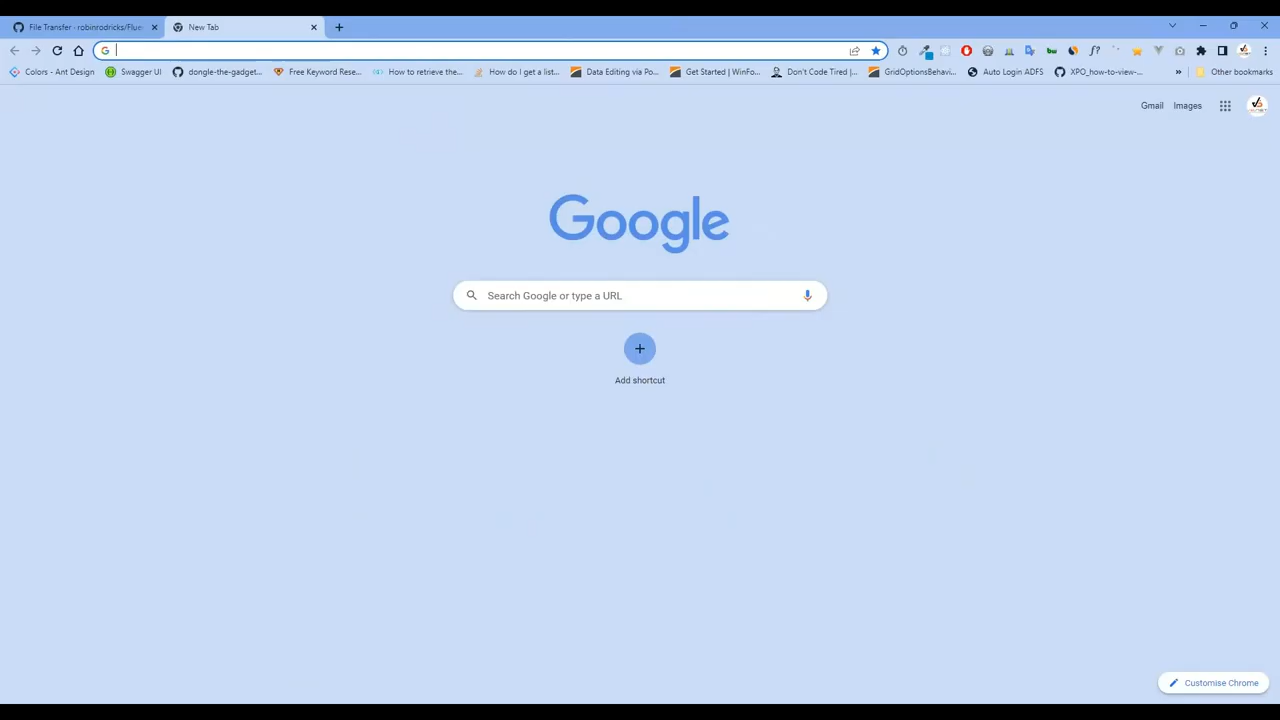 File Transfer - robinrodricks/Flue
New Tab
Colors - Ant Design
Swagger UI
dongle-the-gadget...
Free Keyword Rese...
How to retrieve the...
How do i get a list...
Data Editing via Po...
Get Started | WinFo...
Don't Code Tired |...
GridOptionsBehavi...
Auto Login ADFS
XPO_how-to-view-...
»
Other bookmarks
Gmail
Images
Google
Search Google or type a URL
Add shortcut
Customise Chrome